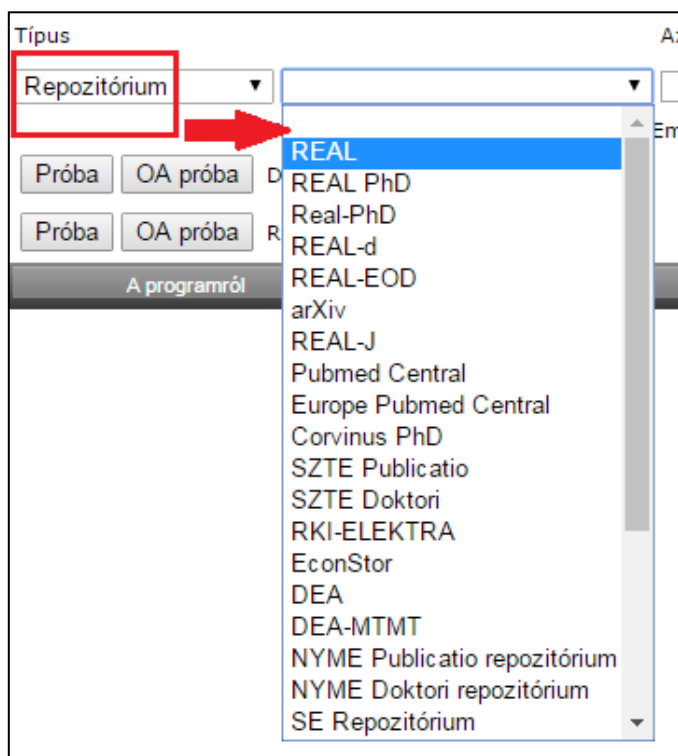 Típus Az
Repozitórium
Em
REAL
Próba OA próba D REAL PhD
Real-PhD
Próba OA próba R REAL-d
A programról REAL-EOD
arXiv
REAL-J
Pubmed Central
Europe Pubmed Central
Corvinus PhD
SZTE Publicatio
SZTE Doktori
RKI-ELEKTRA
EconStor
DEA
DEA-MTMT
NYME Publicatio repozitórium
NYME Doktori repozitórium
SE Repozitórium